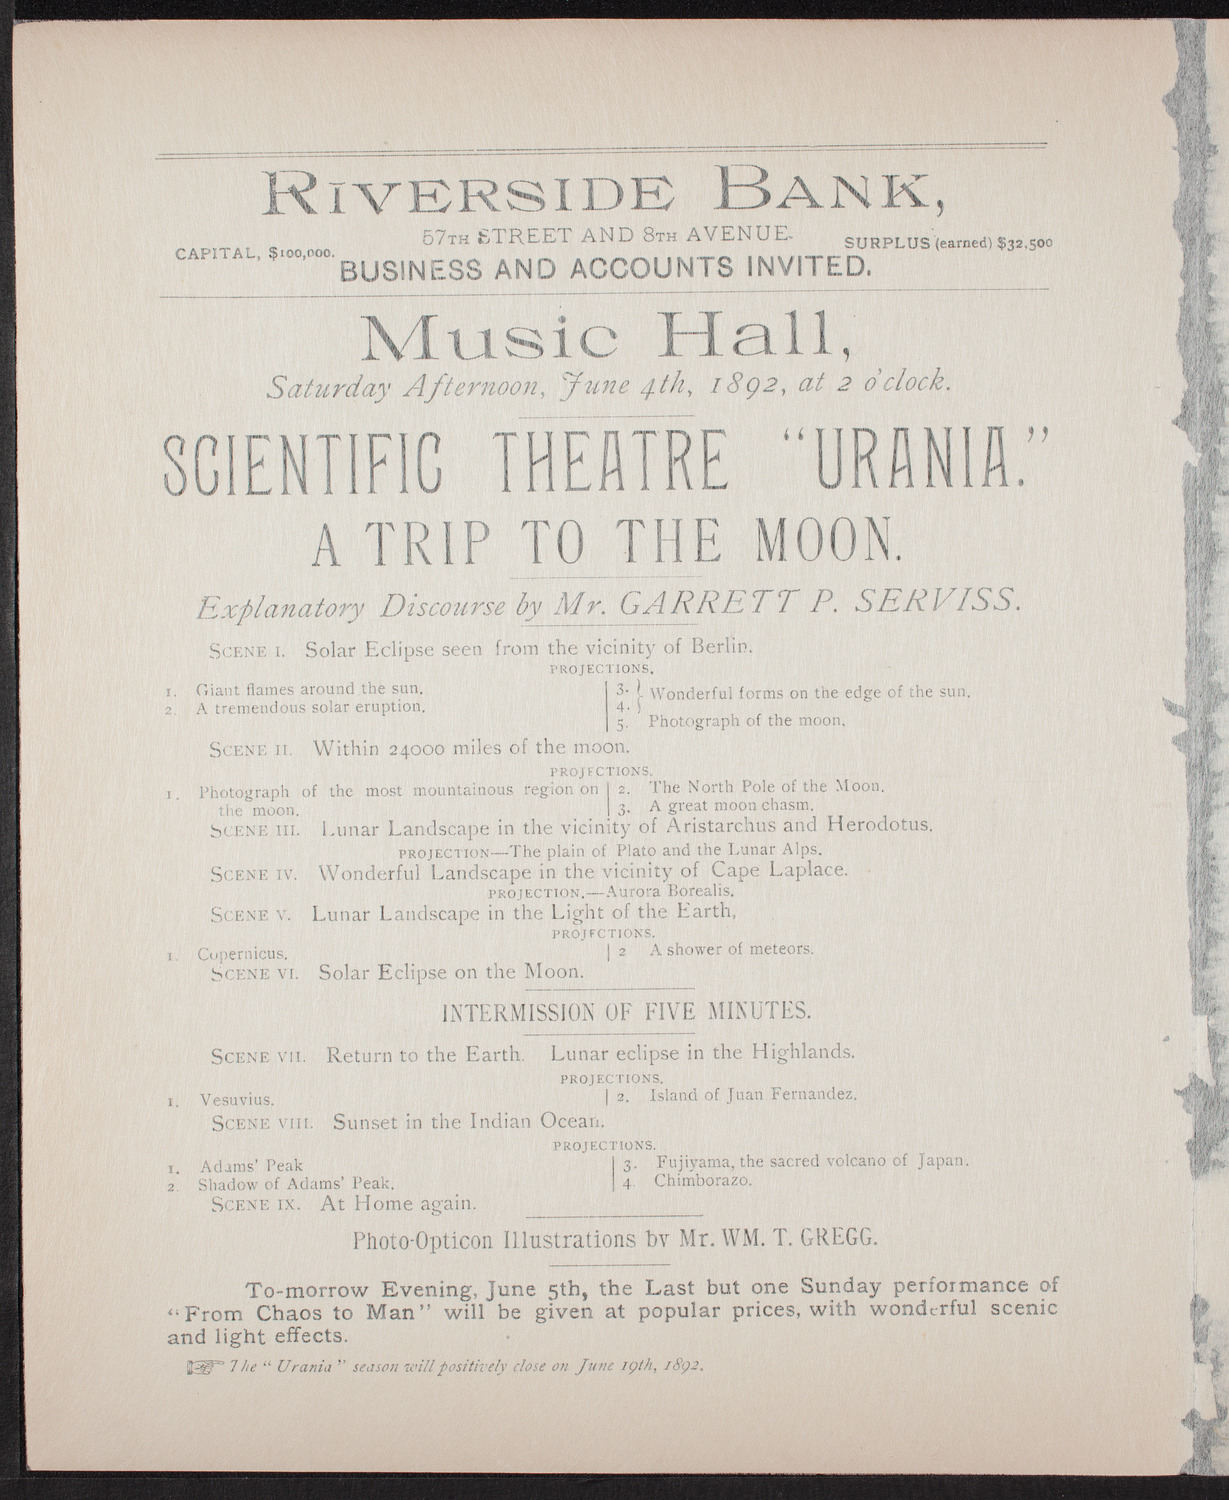 RIVERSIDE BANK,
57TH STREET AND 8TH AVENUE.
CAPITAL, $100,000. SURPLUS (earned) $32,500
BUSINESS AND ACCOUNTS INVITED.
Music Hall,
Saturday Afternoon, June 4th, 1892, at 2 o'clock.
SCIENTIFIC THEATRE "URANIA."
A TRIP TO THE MOON.
Explanatory Discourse by Mr. GARRETT P. SERVISS.
SCENE I. Solar Eclipse seen from the vicinity of Berlin.
PROJECTIONS.
1. Giant flames around the sun.
2. A tremendous solar eruption.
3. } Wonderful forms on the edge of the sun.
4. }
5. Photograph of the moon.
SCENE II. Within 24000 miles of the moon.
PROJECTIONS.
1. Photograph of the most mountainous region on
the moon.
2. The North Pole of the Moon.
3. A great moon chasm.
SCENE III. Lunar Landscape in the vicinity of Aristarchus and Herodotus.
PROJECTION—The plain of Plato and the Lunar Alps.
SCENE IV. Wonderful Landscape in the vicinity of Cape Laplace.
PROJECTION.—Aurora Borealis.
SCENE V. Lunar Landscape in the Light of the Earth,
PROJECTIONS.
1. Copernicus. | 2 A shower of meteors.
SCENE VI. Solar Eclipse on the Moon.
INTERMISSION OF FIVE MINUTES.
SCENE VII. Return to the Earth. Lunar eclipse in the Highlands.
PROJECTIONS.
1. Vesuvius. | 2. Island of Juan Fernandez.
SCENE VIII. Sunset in the Indian Ocean.
PROJECTIONS.
1. Adams' Peak
2. Shadow of Adams' Peak.
3. Fujiyama, the sacred volcano of Japan.
4. Chimborazo.
SCENE IX. At Home again.
Photo-Opticon Illustrations by Mr. WM. T. GREGG.
To-morrow Evening, June 5th, the Last but one Sunday performance of
"From Chaos to Man" will be given at popular prices, with wonderful scenic
and light effects.
☞ The "Urania" season will positively close on June 19th, 1892.